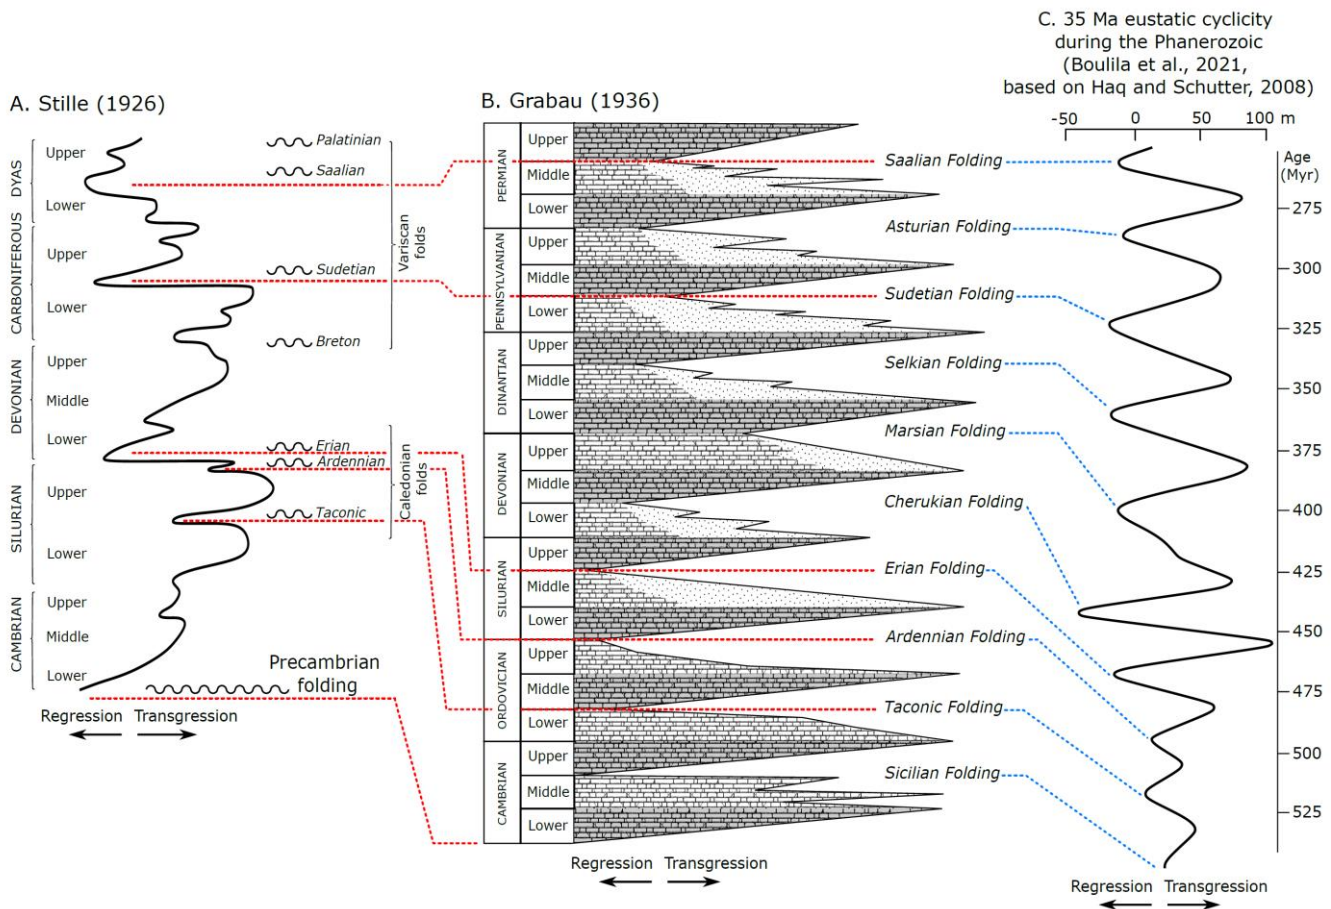 C. 35 Ma eustatic cyclicity
during the Phanerozoic
(Boulila et al., 2021,
based on Haq and Schutter, 2008)
A. Stille (1926)
DYAS
CARBONIFEROUS
DEVONIAN
SILURIAN
CAMBRIAN
Upper
Lower
Upper
Lower
Upper
Middle
Lower
Upper
Lower
Upper
Middle
Lower
Palatinian
Saalian
Sudetian
Breton
Erian
Ardennian
Taconic
Variscan
folds
Caledonian
folds
Precambrian
folding
Regression Transgression
B. Grabau (1936)
PERMIAN
PENNSYLVANIAN
DINANTIAN
DEVONIAN
SILURIAN
ORDOVICIAN
CAMBRIAN
Upper
Middle
Lower
Upper
Middle
Lower
Upper
Middle
Lower
Upper
Middle
Lower
Upper
Middle
Lower
Upper
Middle
Lower
Upper
Middle
Lower
Regression Transgression
Saalian Folding
Asturian Folding
Sudetian Folding
Selkian Folding
Marsian Folding
Cherukian Folding
Erian Folding
Ardennian Folding
Taconic Folding
Sicilian Folding
-50 0 50 100 m
Age
(Myr)
275
300
325
350
375
400
425
450
475
500
525
Regression Transgression